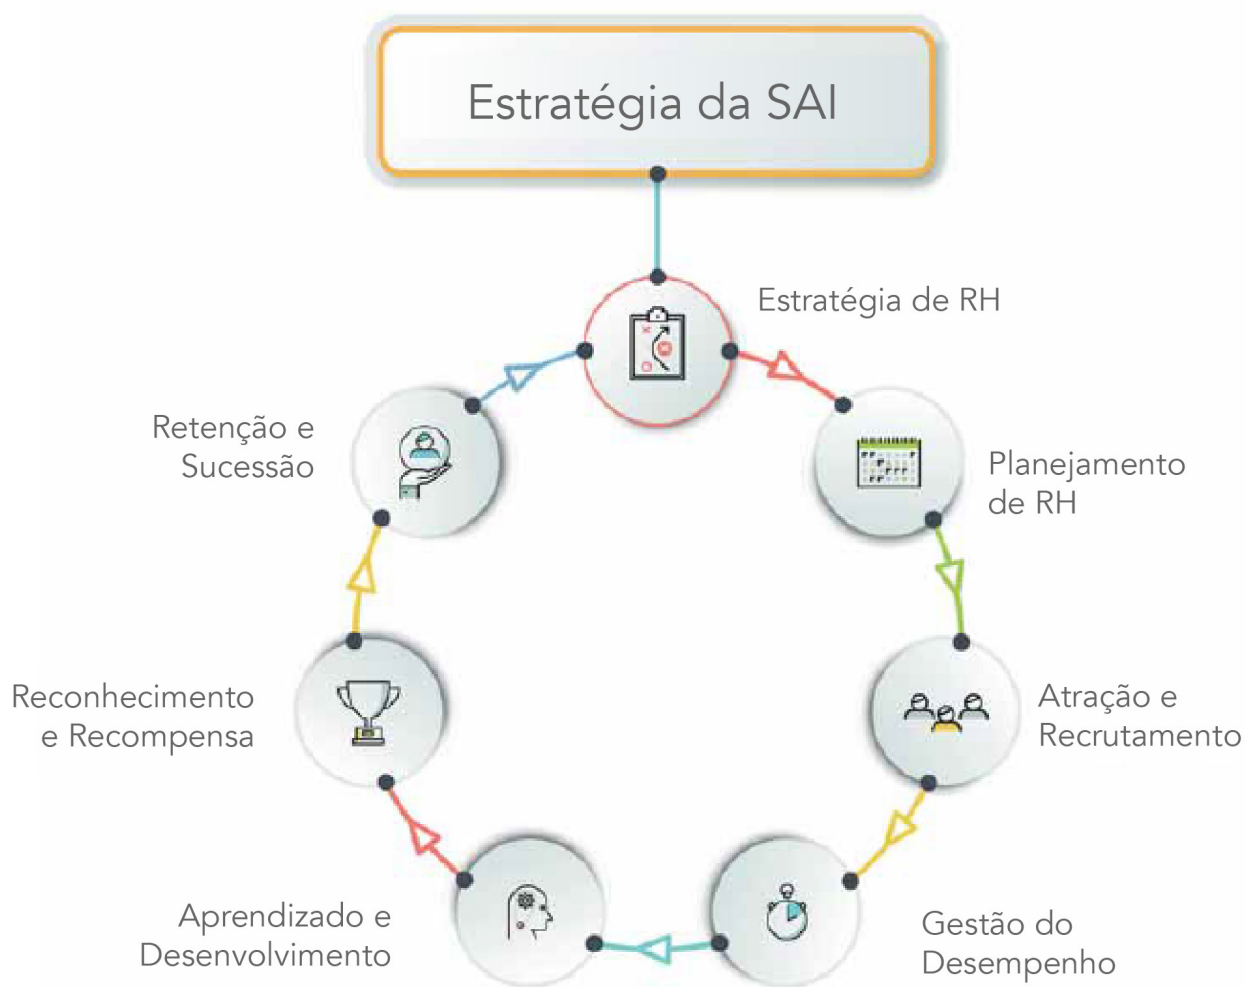 Estratégia da SAI
Estratégia de RH
Planejamento
de RH
Atração e
Recrutamento
Gestão do
Desempenho
Aprendizado e
Desenvolvimento
Reconhecimento
e Recompensa
Retenção e
Sucessão